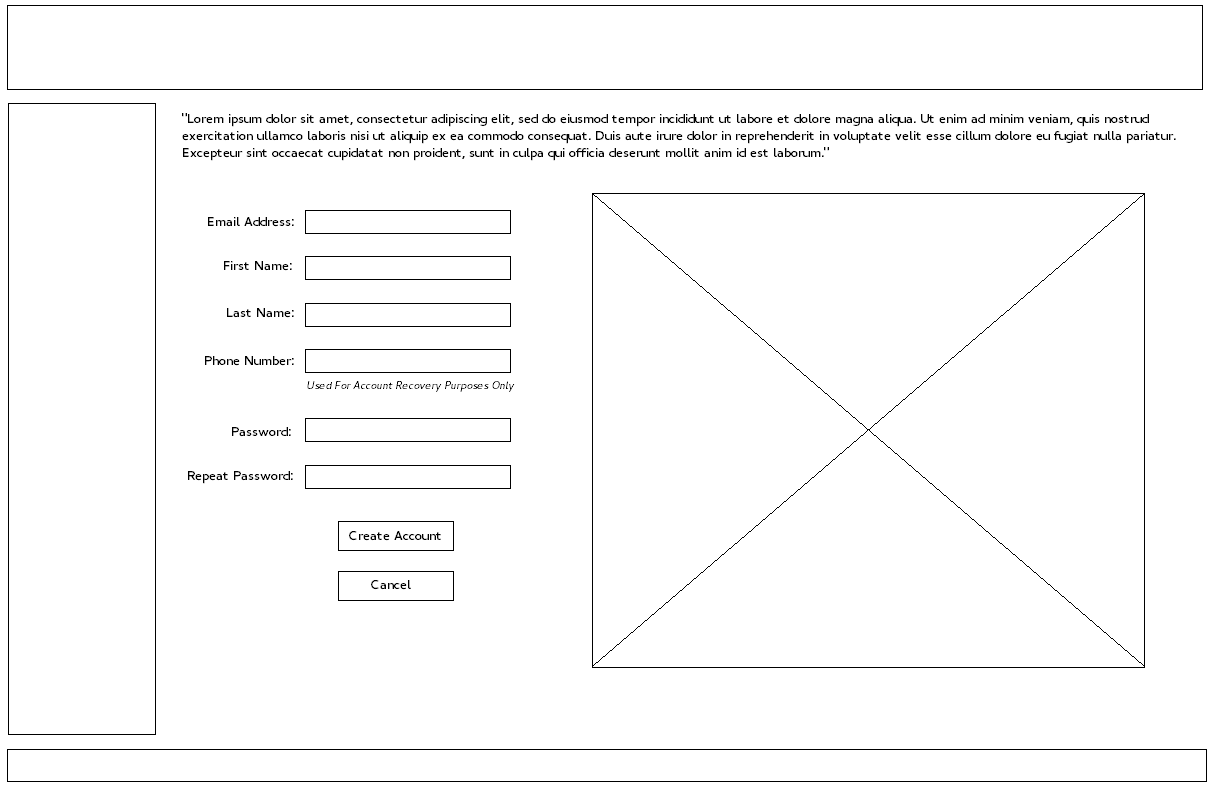 "Lorem ipsum dolor sit amet, consectetur adipiscing elit, sed do eiusmod tempor incididunt ut labore et dolore magna aliqua. Ut enim ad minim veniam, quis nostrud
exercitation ullamco laboris nisi ut aliquip ex ea commodo consequat. Duis aute irure dolor in reprehenderit in voluptate velit esse cillum dolore eu fugiat nulla pariatur.
Excepteur sint occaecat cupidatat non proident, sunt in culpa qui officia deserunt mollit anim id est laborum."
Email Address:
First Name:
Last Name:
Phone Number:
Used For Account Recovery Purposes Only
Password:
Repeat Password:
Create Account
Cancel